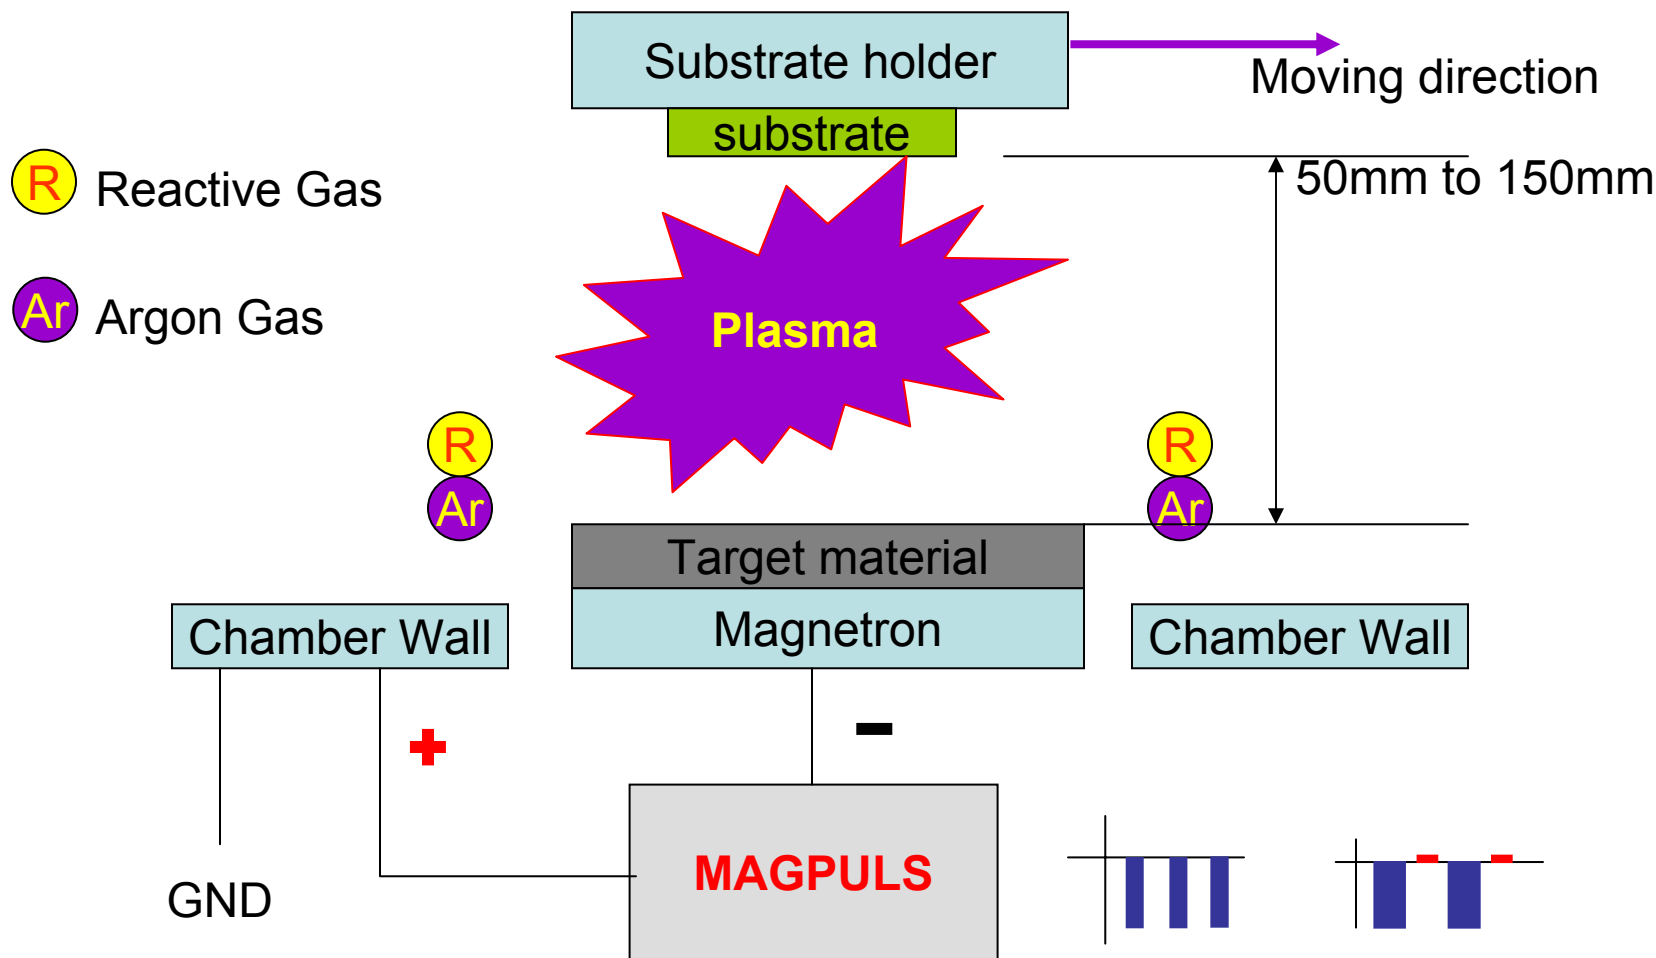 Substrate holder
Moving direction
substrate
50mm to 150mm
R Reactive Gas
Ar Argon Gas
Plasma
R
R
Ar
Ar
Target material
Chamber Wall
Magnetron
Chamber Wall
+
-
MAGPULS
GND